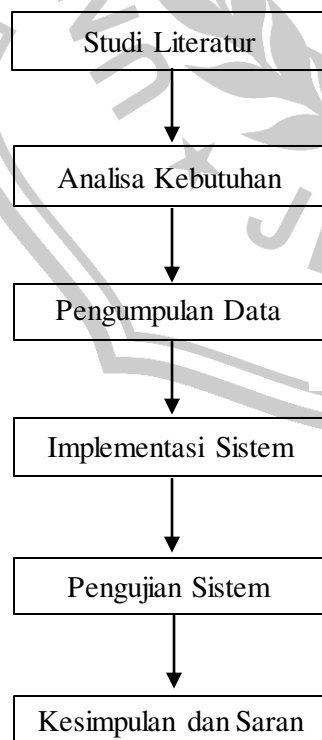 Studi Literatur
Analisa Kebutuhan
Pengumpulan Data
Implementasi Sistem
Pengujian Sistem
Kesimpulan dan Saran